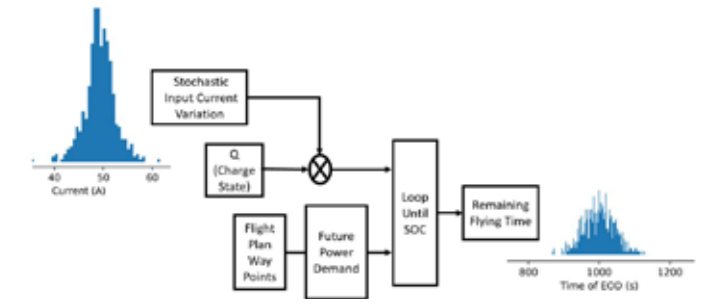 40 50 60
Current (A)
Stochastic
Input Current
Variation
Q
(Charge
State)
Flight
Plan
Way
Points
Future
Power
Demand
Loop
Until
SOC
Remaining
Flying Time
800 1000 1200
Time of EOD (s)